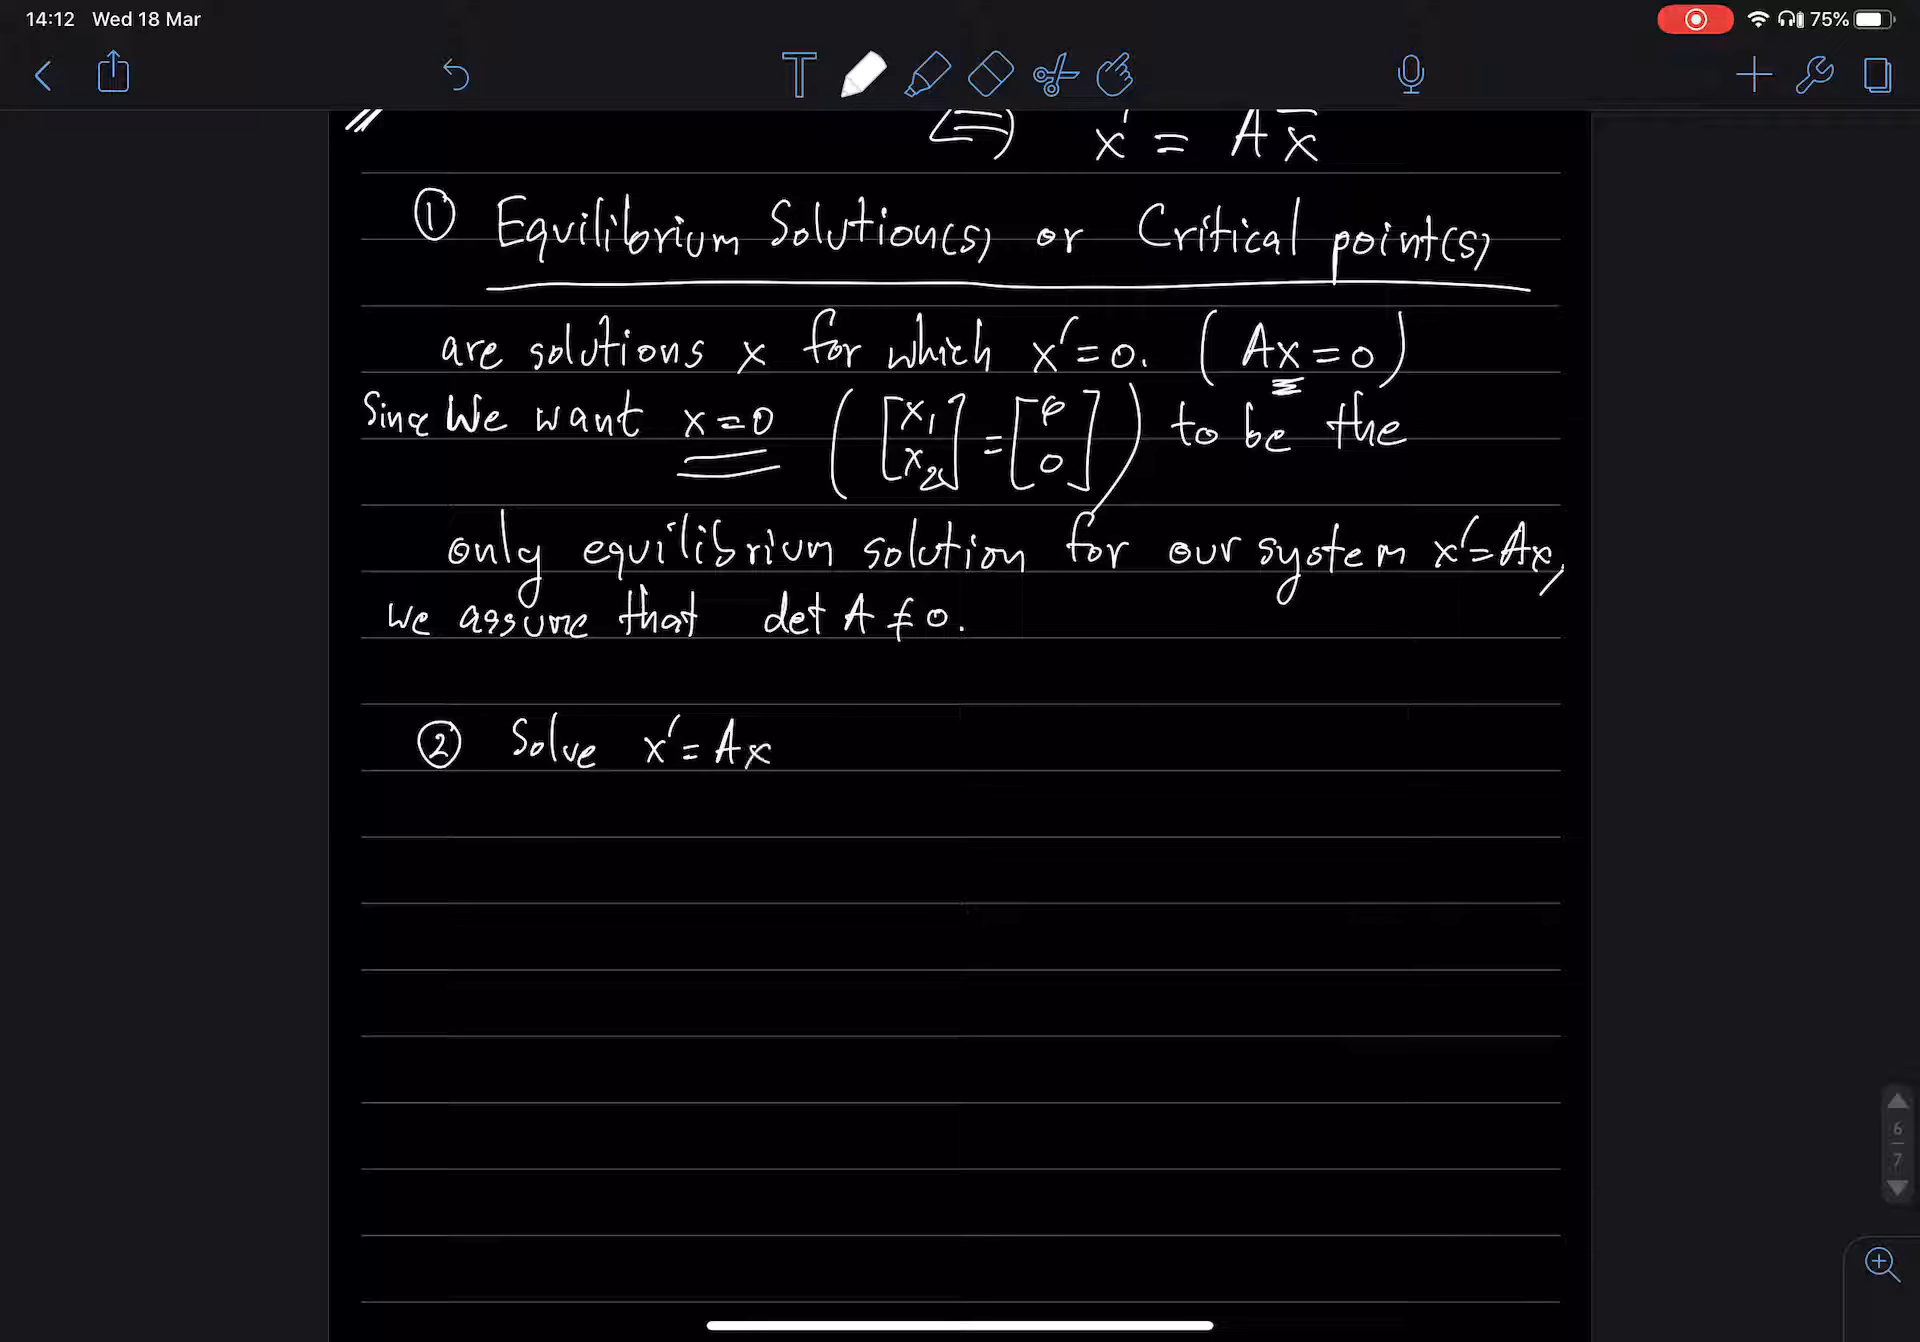 14:12 Wed 18 Mar 75%
T
⟺ x' = Ax
① Equilibrium Solution(s) or Critical point(s)
are solutions x for which x'=0. (Ax=0)
Since We want x=0 ([x₁ x₂]=[0 0]) to be the
only equilibrium solution for our system x'=Ax,
we assume that det A ≠ 0.
② Solve x'=Ax
6
7